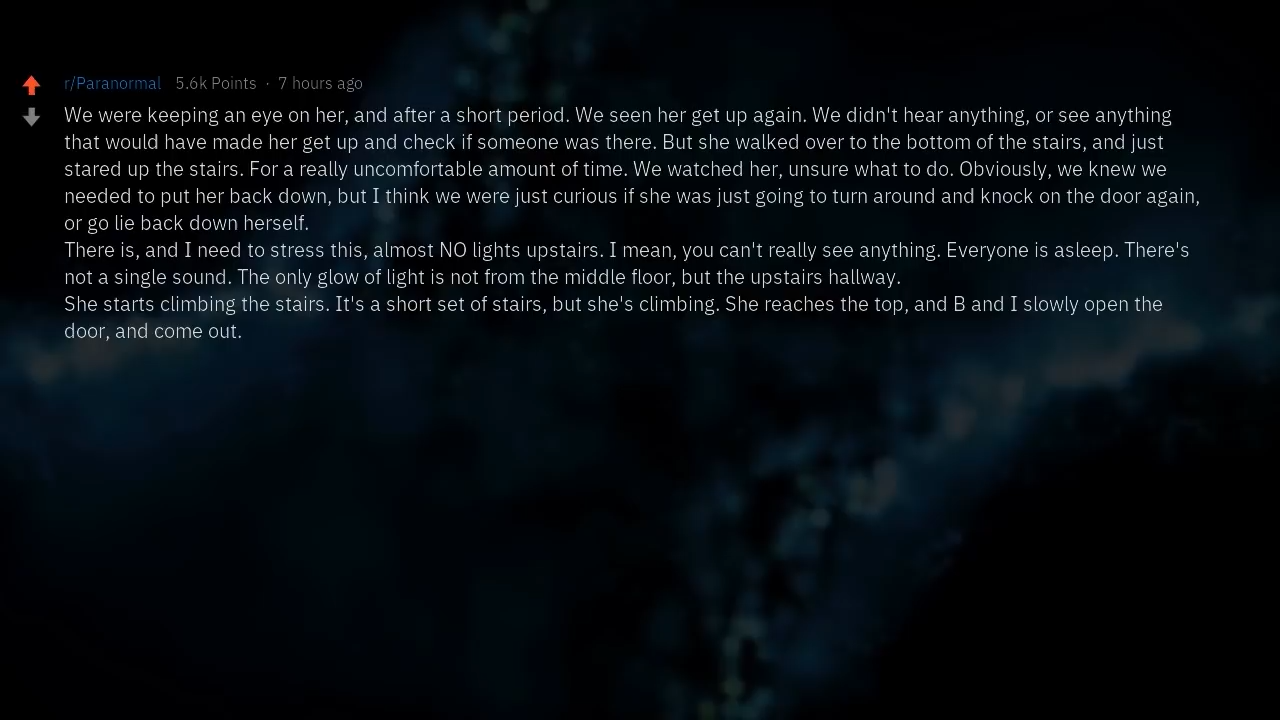 r/Paranormal 5.6k Points · 7 hours ago
We were keeping an eye on her, and after a short period. We seen her get up again. We didn't hear anything, or see anything
that would have made her get up and check if someone was there. But she walked over to the bottom of the stairs, and just
stared up the stairs. For a really uncomfortable amount of time. We watched her, unsure what to do. Obviously, we knew we
needed to put her back down, but I think we were just curious if she was just going to turn around and knock on the door again,
or go lie back down herself.
There is, and I need to stress this, almost NO lights upstairs. I mean, you can't really see anything. Everyone is asleep. There's
not a single sound. The only glow of light is not from the middle floor, but the upstairs hallway.
She starts climbing the stairs. It's a short set of stairs, but she's climbing. She reaches the top, and B and I slowly open the
door, and come out.